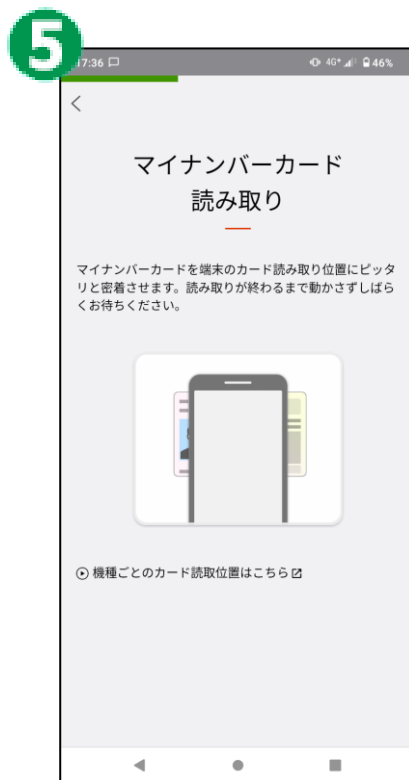 5
17:36 4G+ 46%
マイナンバーカード
読み取り
マイナンバーカードを端末のカード読み取り位置にピッタ
リと密着させます。読み取りが終わるまで動かさずしばら
くお待ちください。
機種ごとのカード読取位置はこちら